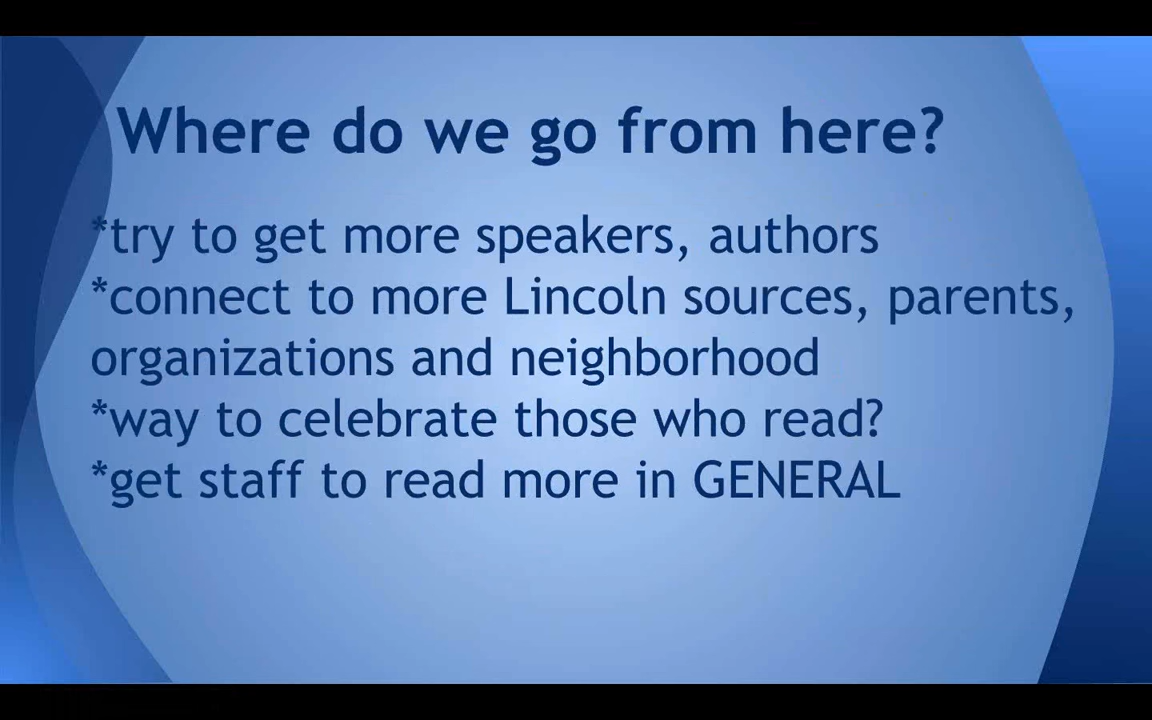 Where do we go from here?
*try to get more speakers, authors
*connect to more Lincoln sources, parents,
organizations and neighborhood
*way to celebrate those who read?
*get staff to read more in GENERAL